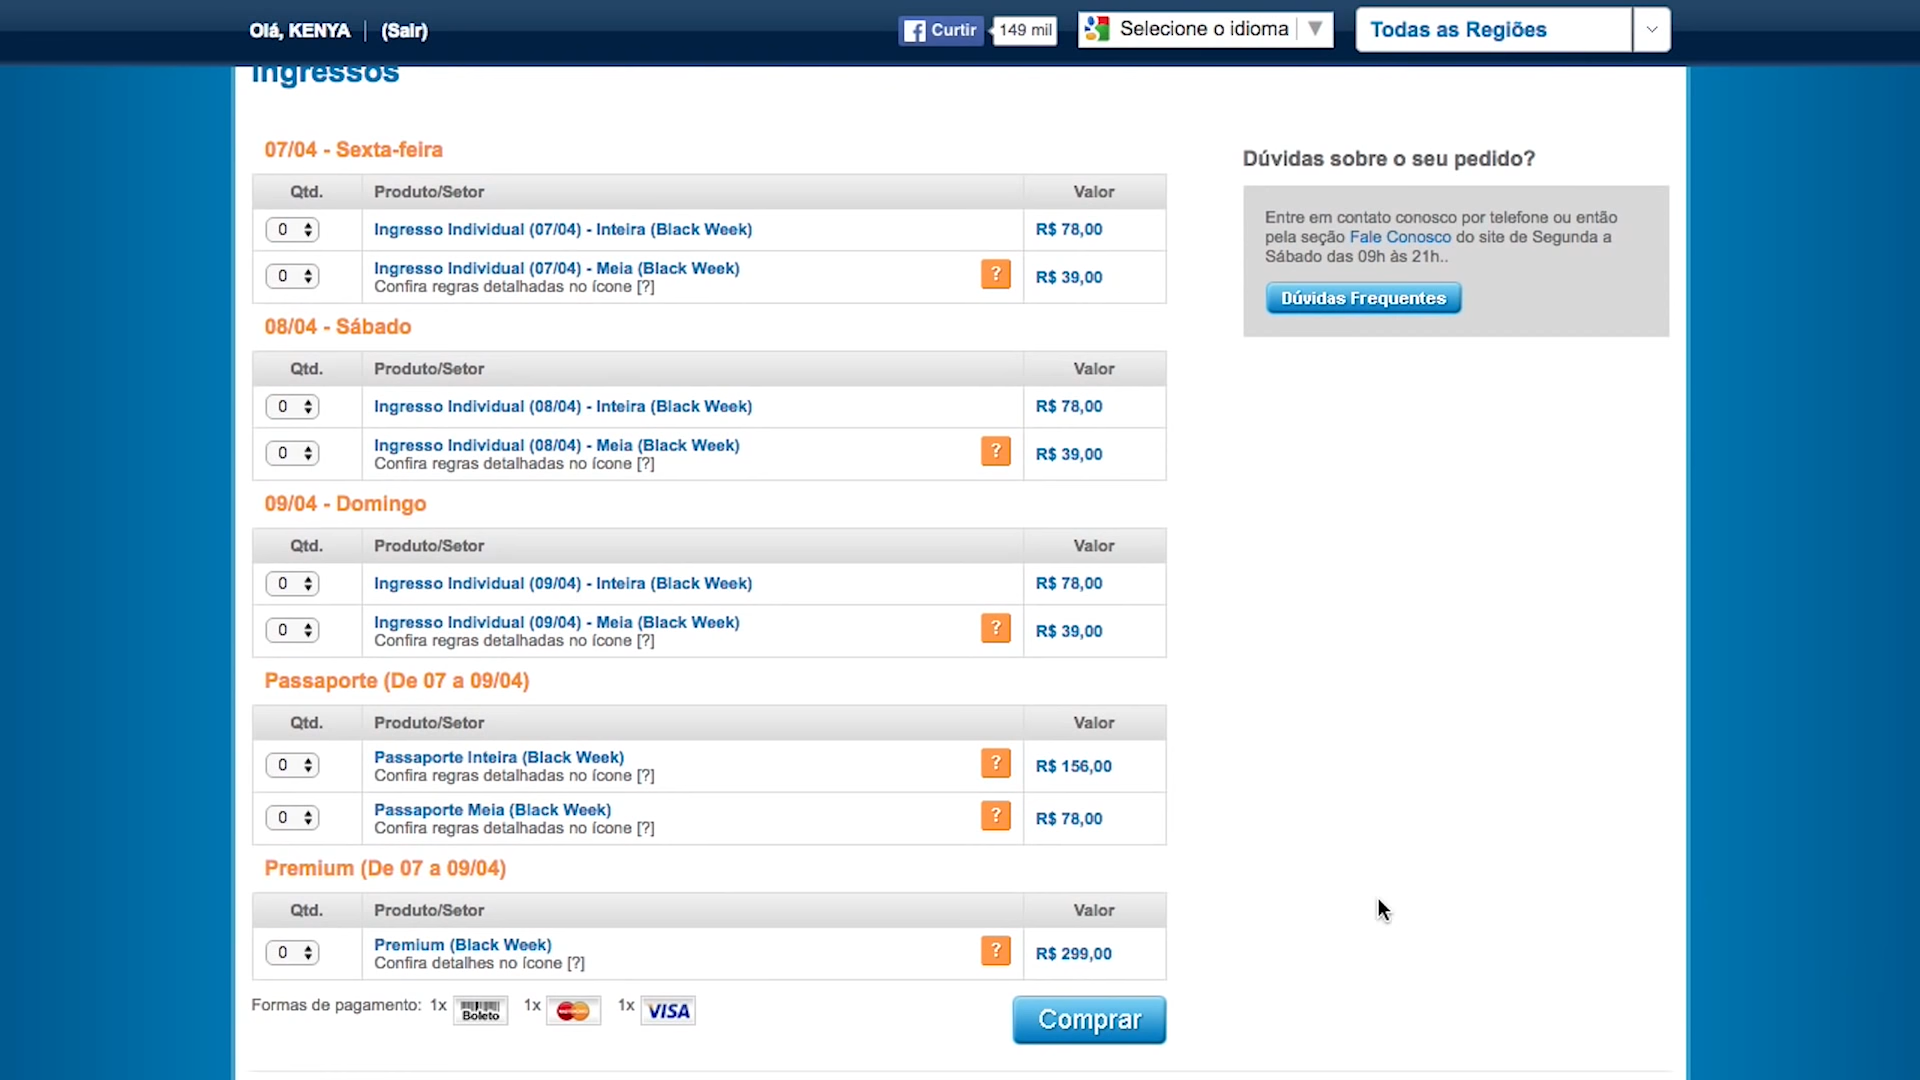 Olá, KENYA (Sair)
Curtir 149 mil
Selecione o idioma ▼
Todas as Regiões
Ingressos
07/04 - Sexta-feira
Qtd. Produto/Setor Valor
0 Ingresso Individual (07/04) - Inteira (Black Week) R$ 78,00
0 Ingresso Individual (07/04) - Meia (Black Week) ? R$ 39,00
Confira regras detalhadas no ícone [?]
08/04 - Sábado
Qtd. Produto/Setor Valor
0 Ingresso Individual (08/04) - Inteira (Black Week) R$ 78,00
0 Ingresso Individual (08/04) - Meia (Black Week) ? R$ 39,00
Confira regras detalhadas no ícone [?]
09/04 - Domingo
Qtd. Produto/Setor Valor
0 Ingresso Individual (09/04) - Inteira (Black Week) R$ 78,00
0 Ingresso Individual (09/04) - Meia (Black Week) ? R$ 39,00
Confira regras detalhadas no ícone [?]
Passaporte (De 07 a 09/04)
Qtd. Produto/Setor Valor
0 Passaporte Inteira (Black Week) ? R$ 156,00
Confira regras detalhadas no ícone [?]
0 Passaporte Meia (Black Week) ? R$ 78,00
Confira regras detalhadas no ícone [?]
Premium (De 07 a 09/04)
Qtd. Produto/Setor Valor
0 Premium (Black Week) ? R$ 299,00
Confira detalhes no ícone [?]
Formas de pagamento: 1x Boleto 1x MasterCard 1x VISA
Comprar
Dúvidas sobre o seu pedido?
Entre em contato conosco por telefone ou então
pela seção Fale Conosco do site de Segunda a
Sábado das 09h às 21h..
Dúvidas Frequentes